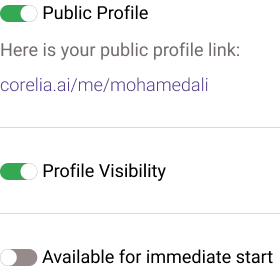 Public Profile
Here is your public profile link:
corelia.ai/me/mohamedali
Profile Visibility
Available for immediate start